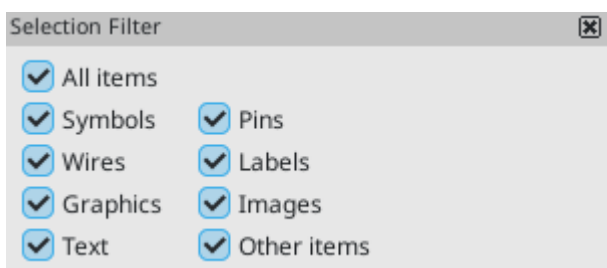 Selection Filter
All items
Symbols Pins
Wires Labels
Graphics Images
Text Other items